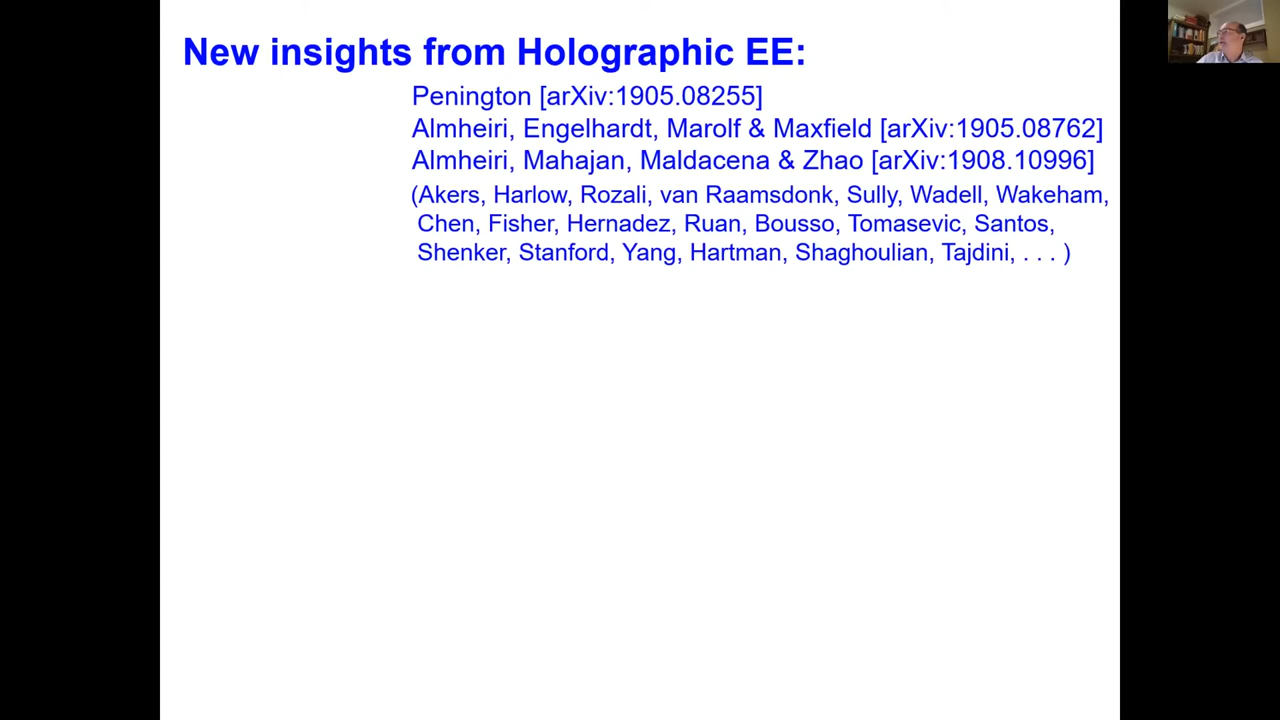 New insights from Holographic EE:
Penington [arXiv:1905.08255]
Almheiri, Engelhardt, Marolf & Maxfield [arXiv:1905.08762]
Almheiri, Mahajan, Maldacena & Zhao [arXiv:1908.10996]
(Akers, Harlow, Rozali, van Raamsdonk, Sully, Wadell, Wakeham,
Chen, Fisher, Hernadez, Ruan, Bousso, Tomasevic, Santos,
Shenker, Stanford, Yang, Hartman, Shaghoulian, Tajdini, . . . )